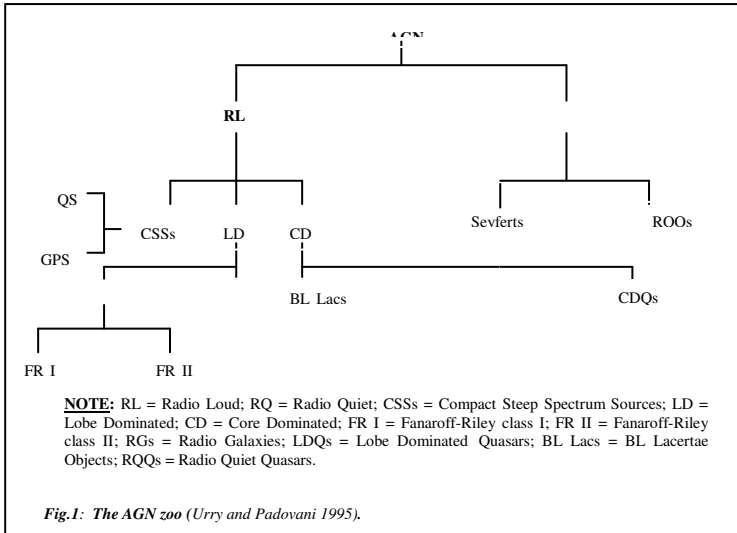 AGN
RL
QS
CSSs LD CD
Seyferts RQQs
GPS
BL Lacs CDQs
FR I FR II
NOTE: RL = Radio Loud; RQ = Radio Quiet; CSSs = Compact Steep Spectrum Sources; LD =
Lobe Dominated; CD = Core Dominated; FR I = Fanaroff-Riley class I; FR II = Fanaroff-Riley
class II; RGs = Radio Galaxies; LDQs = Lobe Dominated Quasars; BL Lacs = BL Lacertae
Objects; RQQs = Radio Quiet Quasars.
Fig.1: The AGN zoo (Urry and Padovani 1995).